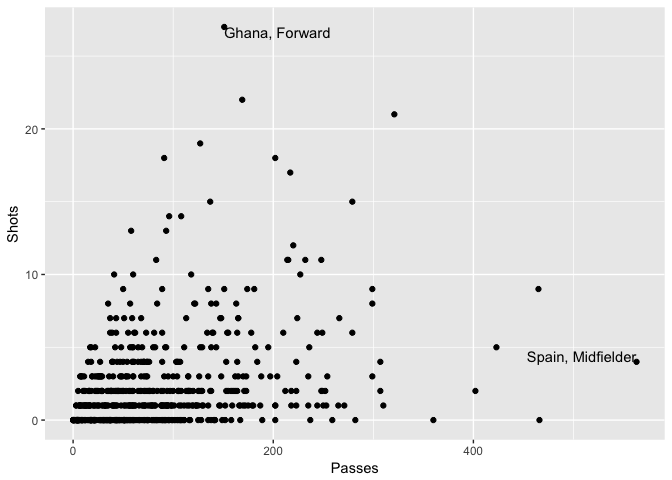 Ghana, Forward
20
Shots
10
Spain, Midfielder
0
0 200 400
Passes